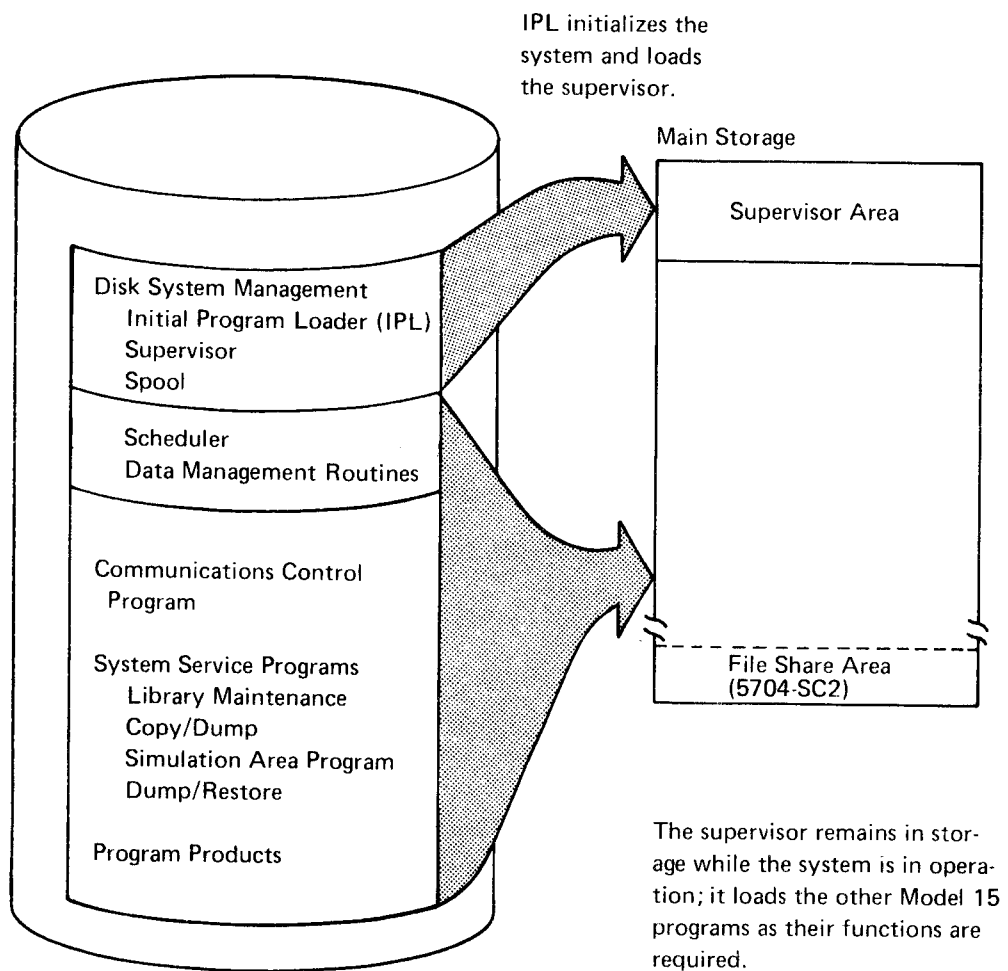 IPL initializes the
system and loads
the supervisor.
Main Storage
Supervisor Area
Disk System Management
Initial Program Loader (IPL)
Supervisor
Spool
Scheduler
Data Management Routines
Communications Control
Program
System Service Programs
Library Maintenance
Copy/Dump
Simulation Area Program
Dump/Restore
Program Products
File Share Area
(5704-SC2)
The supervisor remains in stor-
age while the system is in opera-
tion; it loads the other Model 15
programs as their functions are
required.